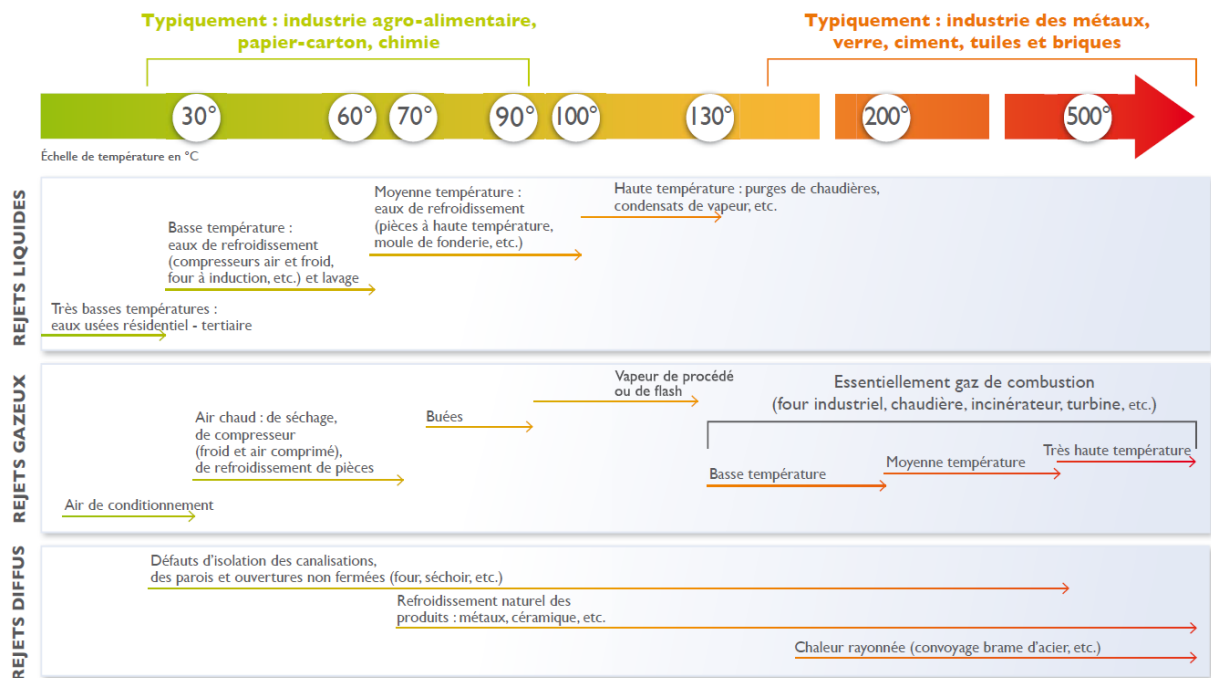 Typiquement : industrie agro-alimentaire,
papier-carton, chimie
Typiquement : industrie des métaux,
verre, ciment, tuiles et briques
30°
60°
70°
90°
100°
130°
200°
500°
Échelle de température en °C
REJETS LIQUIDES
Très basses températures :
eaux usées résidentiel - tertiaire
Basse température :
eaux de refroidissement
(compresseurs air et froid,
four à induction, etc.) et lavage
Moyenne température :
eaux de refroidissement
(pièces à haute température,
moule de fonderie, etc.)
Haute température : purges de chaudières,
condensats de vapeur, etc.
REJETS GAZEUX
Air de conditionnement
Air chaud : de séchage,
de compresseur
(froid et air comprimé),
de refroidissement de pièces
Buées
Vapeur de procédé
ou de flash
Essentiellement gaz de combustion
(four industriel, chaudière, incinérateur, turbine, etc.)
Basse température
Moyenne température
Très haute température
REJETS DIFFUS
Défauts d'isolation des canalisations,
des parois et ouvertures non fermées (four, séchoir, etc.)
Refroidissement naturel des
produits : métaux, céramique, etc.
Chaleur rayonnée (convoyage brame d'acier, etc.)